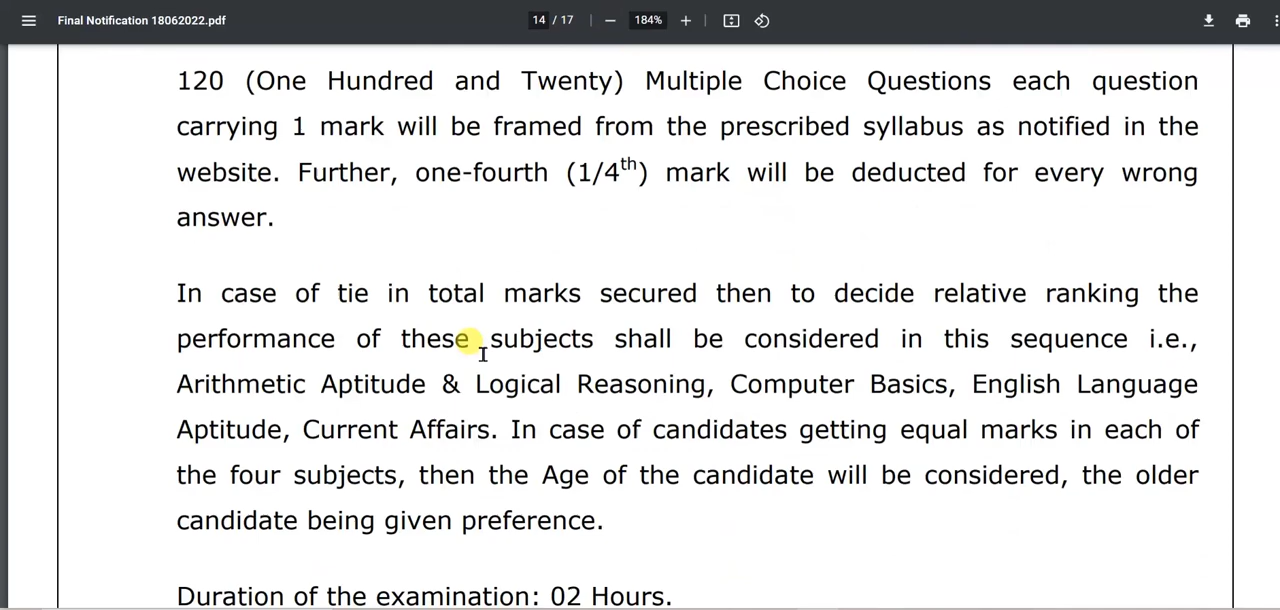 Final Notification 18062022.pdf 14 / 17 184%
120 (One Hundred and Twenty) Multiple Choice Questions each question
carrying 1 mark will be framed from the prescribed syllabus as notified in the
website. Further, one-fourth (1/4th) mark will be deducted for every wrong
answer.
In case of tie in total marks secured then to decide relative ranking the
performance of these subjects shall be considered in this sequence i.e.,
Arithmetic Aptitude & Logical Reasoning, Computer Basics, English Language
Aptitude, Current Affairs. In case of candidates getting equal marks in each of
the four subjects, then the Age of the candidate will be considered, the older
candidate being given preference.
Duration of the examination: 02 Hours.